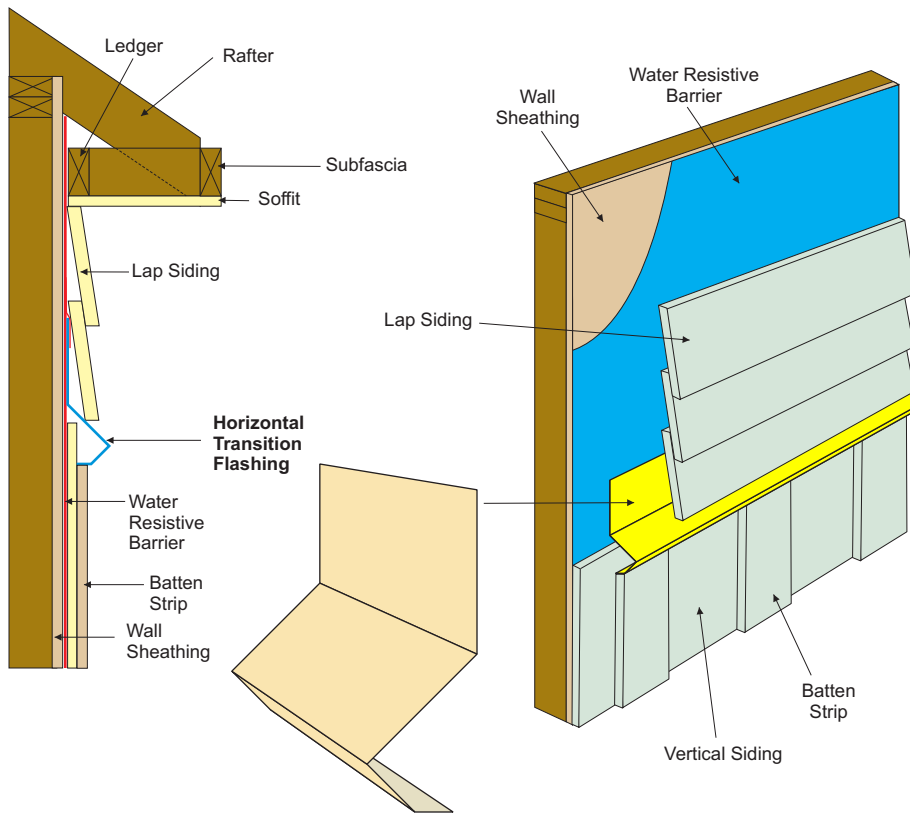 Ledger
Rafter
Subfascia
Soffit
Lap Siding
Horizontal
Transition
Flashing
Water
Resistive
Barrier
Batten
Strip
Wall
Sheathing
Wall
Sheathing
Water Resistive
Barrier
Lap Siding
Batten
Strip
Vertical Siding